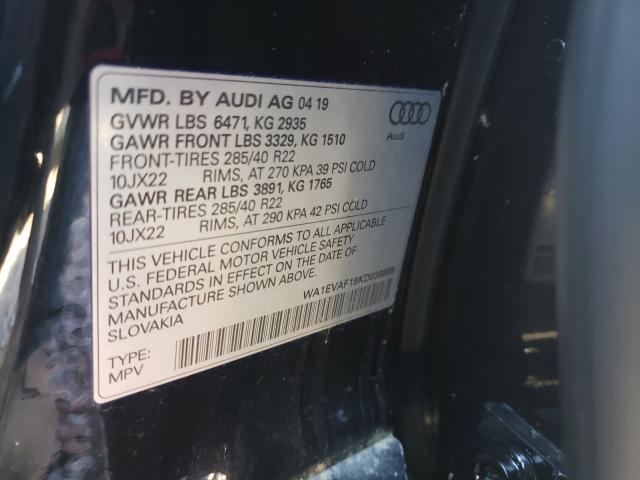 MFD. BY AUDI AG 04 19
GVWR LBS 6471, KG 2935
GAWR FRONT LBS 3329, KG 1510
FRONT-TIRES 285/40 R22
10JX22 RIMS, AT 270 KPA 39 PSI COLD
GAWR REAR LBS 3891, KG 1765
REAR-TIRES 285/40 R22
10JX22 RIMS, AT 290 KPA 42 PSI COLD
THIS VEHICLE CONFORMS TO ALL APPLICABLE
U.S. FEDERAL MOTOR VEHICLE SAFETY
STANDARDS IN EFFECT ON THE DATE OF
MANUFACTURE SHOWN ABOVE.
SLOVAKIA
TYPE:
MPV
Audi